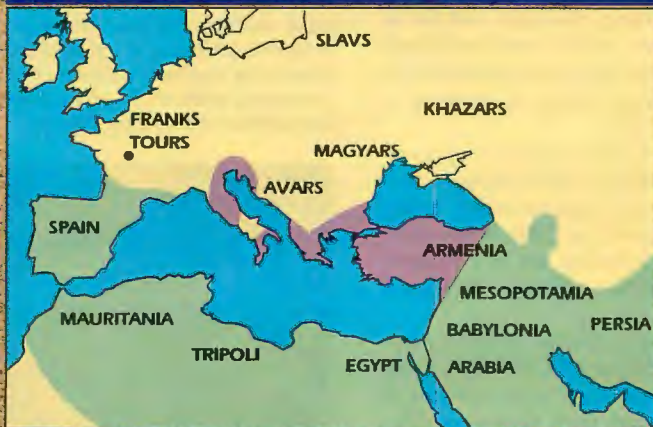 SLAVS
KHAZARS
FRANKS
TOURS
MAGYARS
AVARS
SPAIN
ARMENIA
MESOPOTAMIA
MAURITANIA
BABYLONIA
PERSIA
TRIPOLI
EGYPT
ARABIA